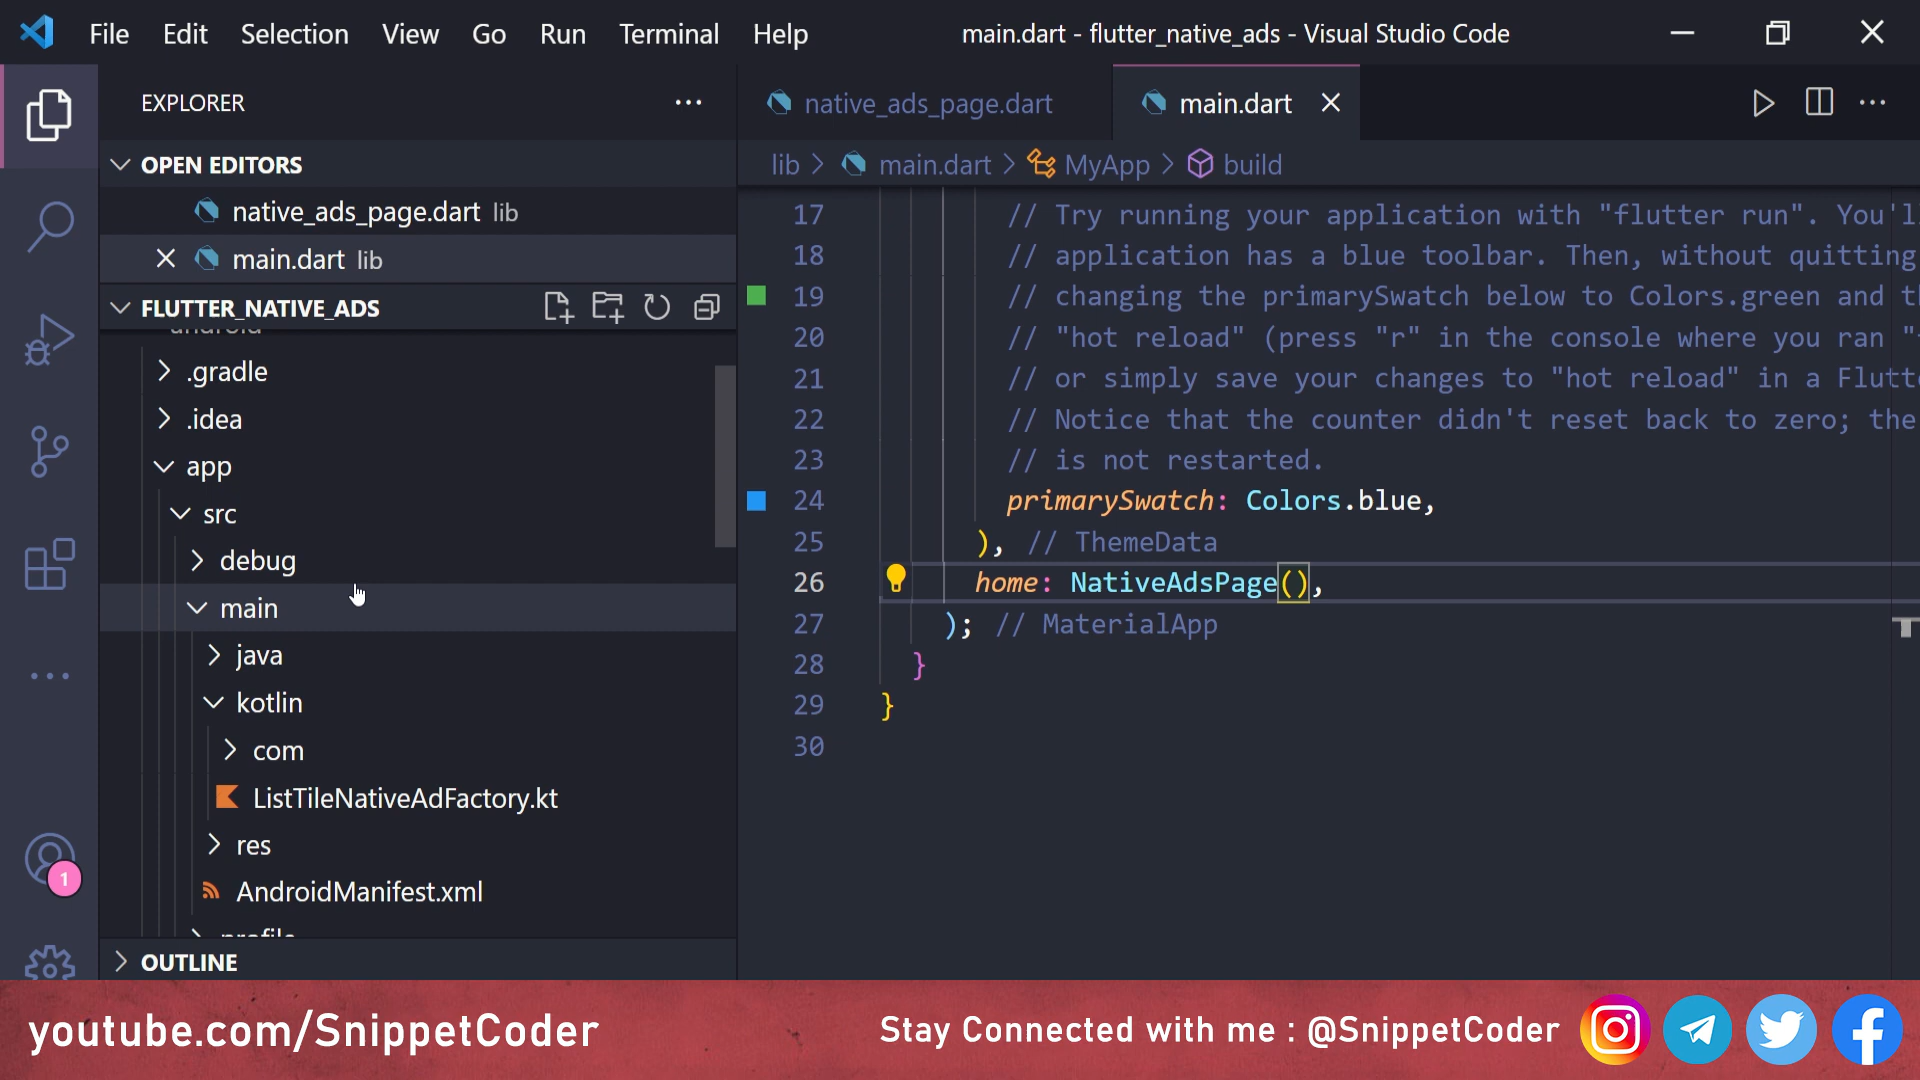 File Edit Selection View Go Run Terminal Help
main.dart - flutter_native_ads - Visual Studio Code
EXPLORER
OPEN EDITORS
native_ads_page.dart lib
main.dart lib
FLUTTER_NATIVE_ADS
android
.gradle
.idea
app
src
debug
main
java
kotlin
com
ListTileNativeAdFactory.kt
res
AndroidManifest.xml
profile
OUTLINE
1
native_ads_page.dart
main.dart
lib > main.dart > MyApp > build
17 // Try running your application with "flutter run". You'l
18 // application has a blue toolbar. Then, without quitting
19 // changing the primarySwatch below to Colors.green and t
20 // "hot reload" (press "r" in the console where you ran "
21 // or simply save your changes to "hot reload" in a Flutt
22 // Notice that the counter didn't reset back to zero; the
23 // is not restarted.
24 primarySwatch: Colors.blue,
25 ), // ThemeData
26 home: NativeAdsPage(),
27 ); // MaterialApp
28 }
29 }
30
youtube.com/SnippetCoder
Stay Connected with me : @SnippetCoder